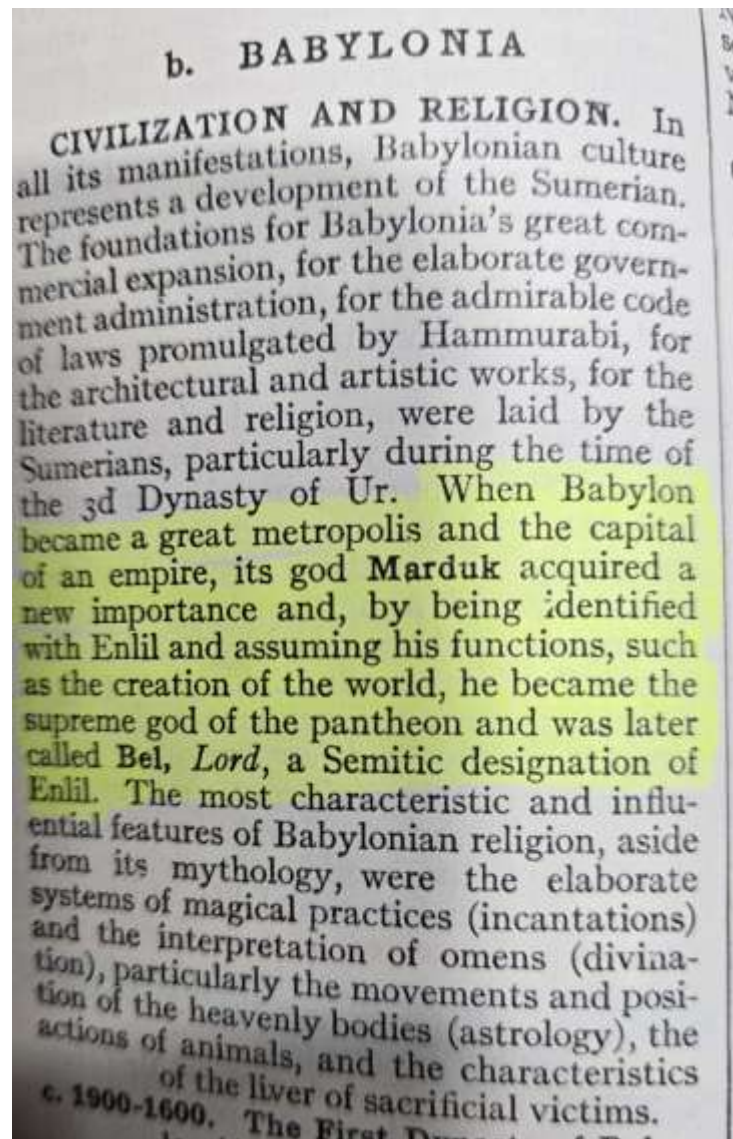 b. BABYLONIA
CIVILIZATION AND RELIGION. In
all its manifestations, Babylonian culture
represents a development of the Sumerian.
The foundations for Babylonia's great com-
mercial expansion, for the elaborate govern-
ment administration, for the admirable code
of laws promulgated by Hammurabi, for
the architectural and artistic works, for the
literature and religion, were laid by the
Sumerians, particularly during the time of
the 3d Dynasty of Ur. When Babylon
became a great metropolis and the capital
of an empire, its god Marduk acquired a
new importance and, by being identified
with Enlil and assuming his functions, such
as the creation of the world, he became the
supreme god of the pantheon and was later
called Bel, Lord, a Semitic designation of
Enlil. The most characteristic and influ-
ential features of Babylonian religion, aside
from its mythology, were the elaborate
systems of magical practices (incantations)
and the interpretation of omens (divina-
tion), particularly the movements and posi-
tion of the heavenly bodies (astrology), the
actions of animals, and the characteristics
of the liver of sacrificial victims.
c. 1900-1600. The First Dynasty of